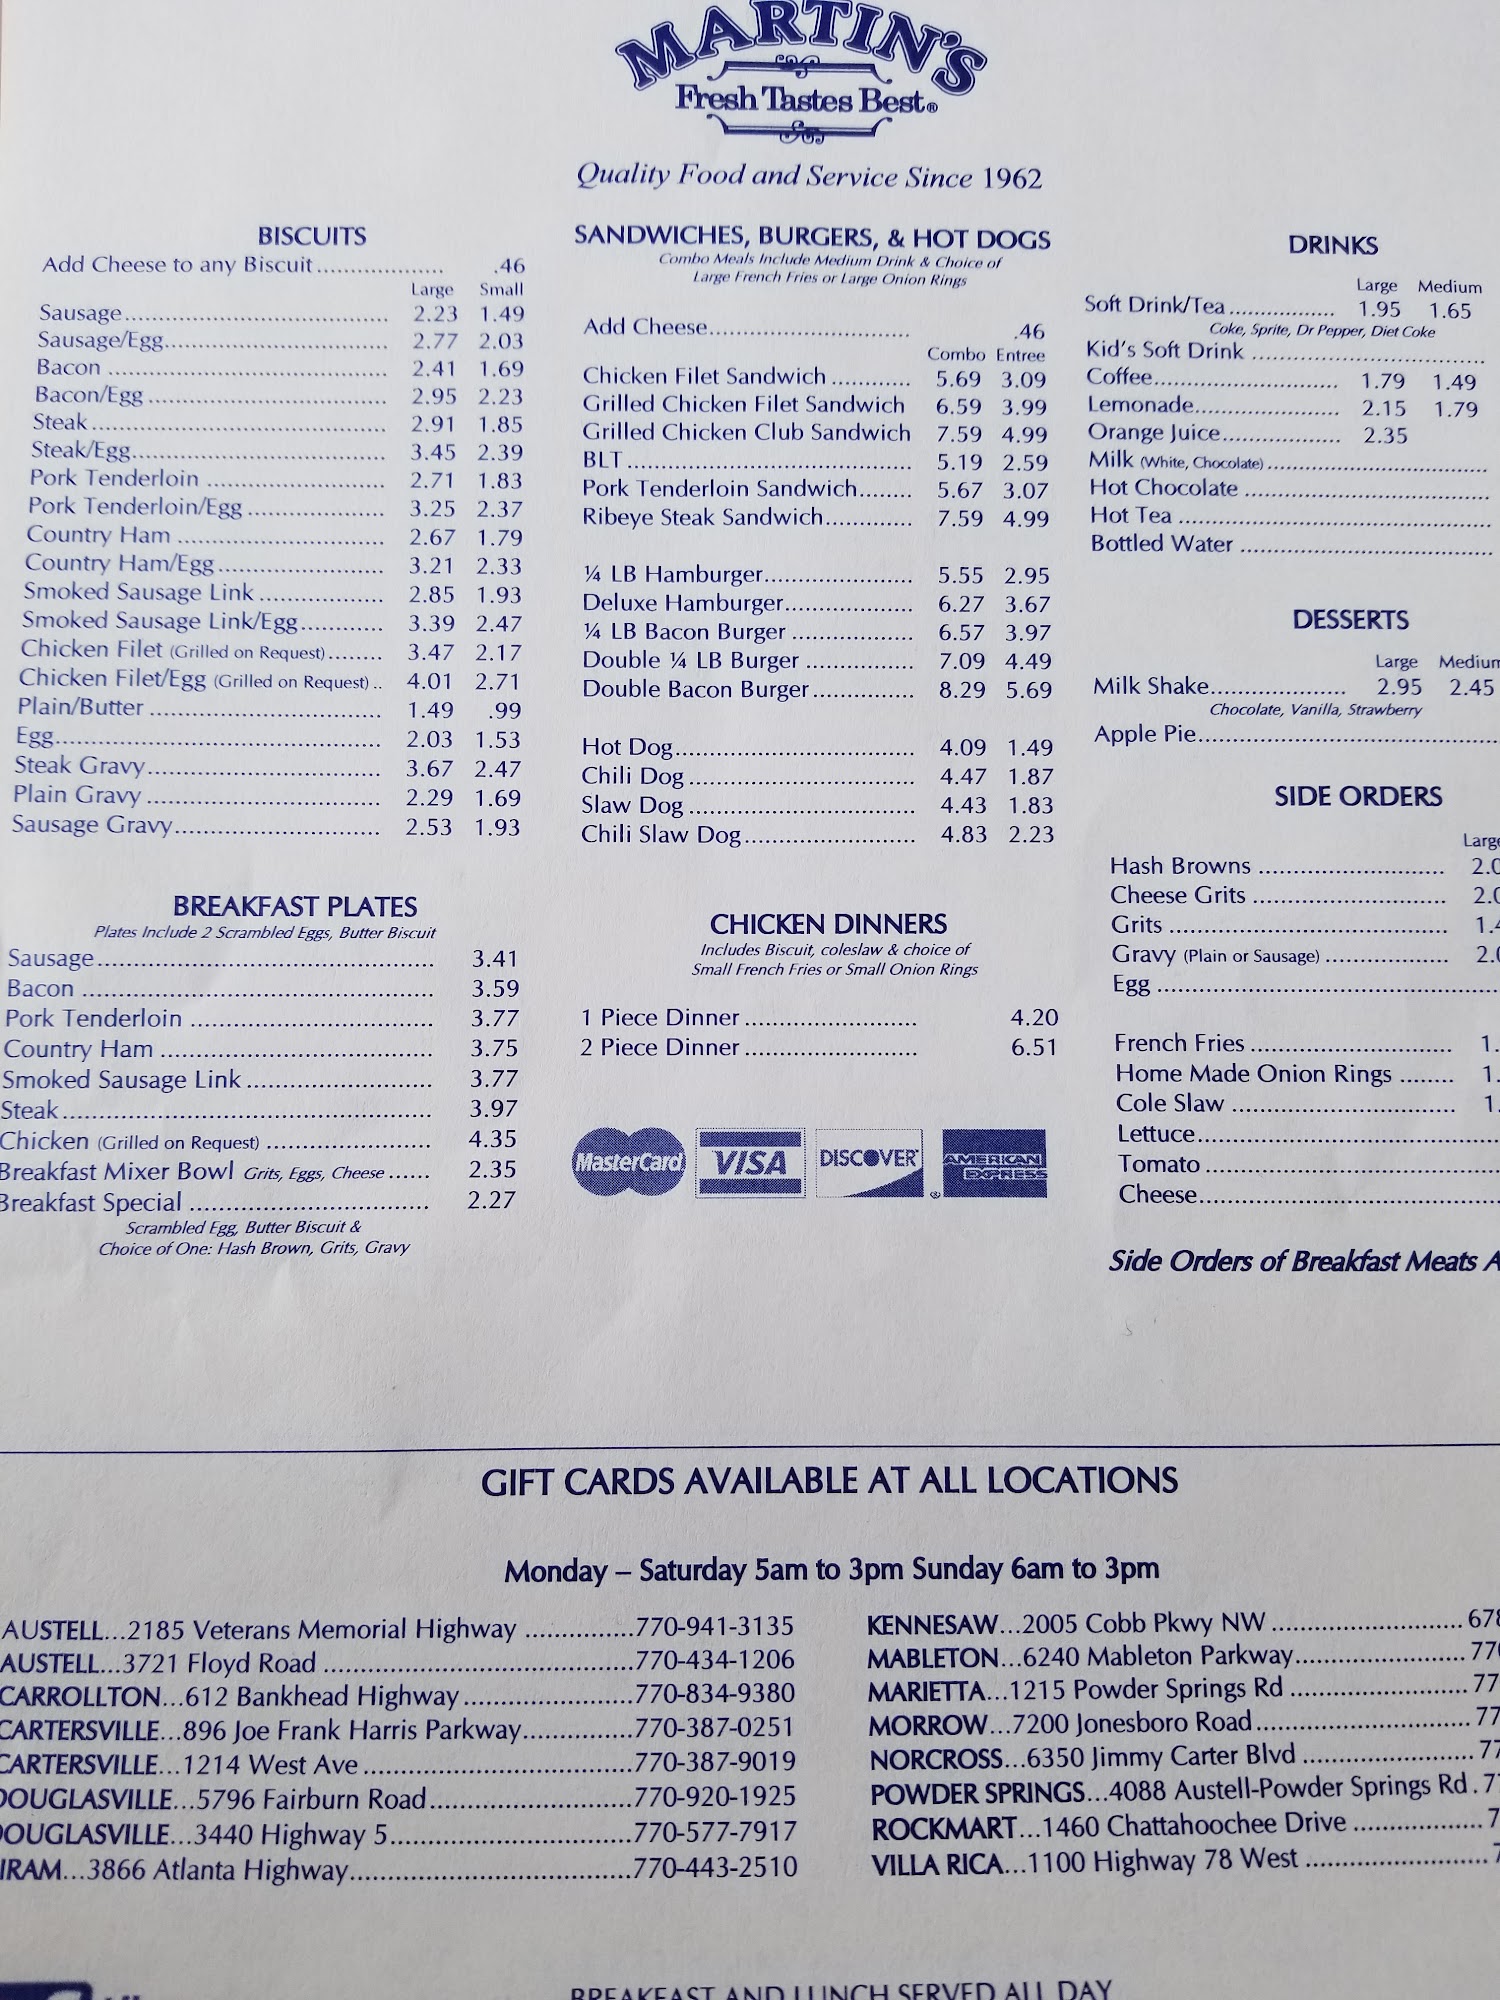 MARTIN'S
Fresh Tastes Best®
Quality Food and Service Since 1962
BISCUITS
Add Cheese to any Biscuit.................. .46
Large Small
Sausage...................................... 2.23 1.49
Sausage/Egg................................ 2.77 2.03
Bacon ........................................ 2.41 1.69
Bacon/Egg.................................. 2.95 2.23
Steak.......................................... 2.91 1.85
Steak/Egg.................................... 3.45 2.39
Pork Tenderloin .......................... 2.71 1.83
Pork Tenderloin/Egg.................... 3.25 2.37
Country Ham .............................. 2.67 1.79
Country Ham/Egg........................ 3.21 2.33
Smoked Sausage Link .................. 2.85 1.93
Smoked Sausage Link/Egg............ 3.39 2.47
Chicken Filet (Grilled on Request)........ 3.47 2.17
Chicken Filet/Egg (Grilled on Request).. 4.01 2.71
Plain/Butter .................................. 1.49 .99
Egg............................................... 2.03 1.53
Steak Gravy.................................. 3.67 2.47
Plain Gravy .................................. 2.29 1.69
Sausage Gravy.............................. 2.53 1.93
BREAKFAST PLATES
Plates Include 2 Scrambled Eggs, Butter Biscuit
Sausage............................................. 3.41
Bacon ............................................... 3.59
Pork Tenderloin ................................ 3.77
Country Ham .................................... 3.75
Smoked Sausage Link........................ 3.77
Steak................................................. 3.97
Chicken (Grilled on Request) ...................... 4.35
Breakfast Mixer Bowl Grits, Eggs, Cheese ...... 2.35
Breakfast Special ................................ 2.27
Scrambled Egg, Butter Biscuit &
Choice of One: Hash Brown, Grits, Gravy
SANDWICHES, BURGERS, & HOT DOGS
Combo Meals Include Medium Drink & Choice of
Large French Fries or Large Onion Rings
Add Cheese............................ .46
Combo Entree
Chicken Filet Sandwich ............ 5.69 3.09
Grilled Chicken Filet Sandwich 6.59 3.99
Grilled Chicken Club Sandwich 7.59 4.99
BLT........................................ 5.19 2.59
Pork Tenderloin Sandwich........ 5.67 3.07
Ribeye Steak Sandwich............. 7.59 4.99
¼ LB Hamburger...................... 5.55 2.95
Deluxe Hamburger................... 6.27 3.67
¼ LB Bacon Burger .................. 6.57 3.97
Double ¼ LB Burger ................ 7.09 4.49
Double Bacon Burger............... 8.29 5.69
Hot Dog.................................. 4.09 1.49
Chili Dog................................. 4.47 1.87
Slaw Dog ................................ 4.43 1.83
Chili Slaw Dog......................... 4.83 2.23
CHICKEN DINNERS
Includes Biscuit, coleslaw & choice of
Small French Fries or Small Onion Rings
1 Piece Dinner......................... 4.20
2 Piece Dinner......................... 6.51
MasterCard VISA DISCOVER® AMERICAN EXPRESS
DRINKS
Large Medium
Soft Drink/Tea................ 1.95 1.65
Coke, Sprite, Dr Pepper, Diet Coke
Kid's Soft Drink ..................................
Coffee............................ 1.79 1.49
Lemonade...................... 2.15 1.79
Orange Juice.................. 2.35
Milk (White, Chocolate)................................
Hot Chocolate ...................................
Hot Tea .............................................
Bottled Water ....................................
DESSERTS
Large Medium
Milk Shake..................... 2.95 2.45
Chocolate, Vanilla, Strawberry
Apple Pie...........................................
SIDE ORDERS
Large
Hash Browns ........................... 2.0
Cheese Grits ............................ 2.0
Grits ........................................ 1.4
Gravy (Plain or Sausage) .................. 2.0
Egg ..................................................
French Fries .............................. 1.
Home Made Onion Rings ........ 1.
Cole Slaw ................................. 1.
Lettuce..............................................
Tomato ............................................
Cheese..............................................
Side Orders of Breakfast Meats A
GIFT CARDS AVAILABLE AT ALL LOCATIONS
Monday – Saturday 5am to 3pm Sunday 6am to 3pm
AUSTELL...2185 Veterans Memorial Highway ...............770-941-3135
AUSTELL...3721 Floyd Road .........................................770-434-1206
CARROLLTON...612 Bankhead Highway.......................770-834-9380
CARTERSVILLE...896 Joe Frank Harris Parkway...............770-387-0251
CARTERSVILLE...1214 West Ave....................................770-387-9019
DOUGLASVILLE...5796 Fairburn Road...........................770-920-1925
DOUGLASVILLE...3440 Highway 5................................770-577-7917
IRAM...3866 Atlanta Highway......................................770-443-2510
KENNESAW...2005 Cobb Pkwy NW ........................... 678
MABLETON...6240 Mableton Parkway.........................770
MARIETTA...1215 Powder Springs Rd .........................77
MORROW...7200 Jonesboro Road...............................77
NORCROSS...6350 Jimmy Carter Blvd ........................77
POWDER SPRINGS...4088 Austell-Powder Springs Rd.77
ROCKMART...1460 Chattahoochee Drive ..................7
VILLA RICA...1100 Highway 78 West .........................7
BREAKFAST AND LUNCH SERVED ALL DAY